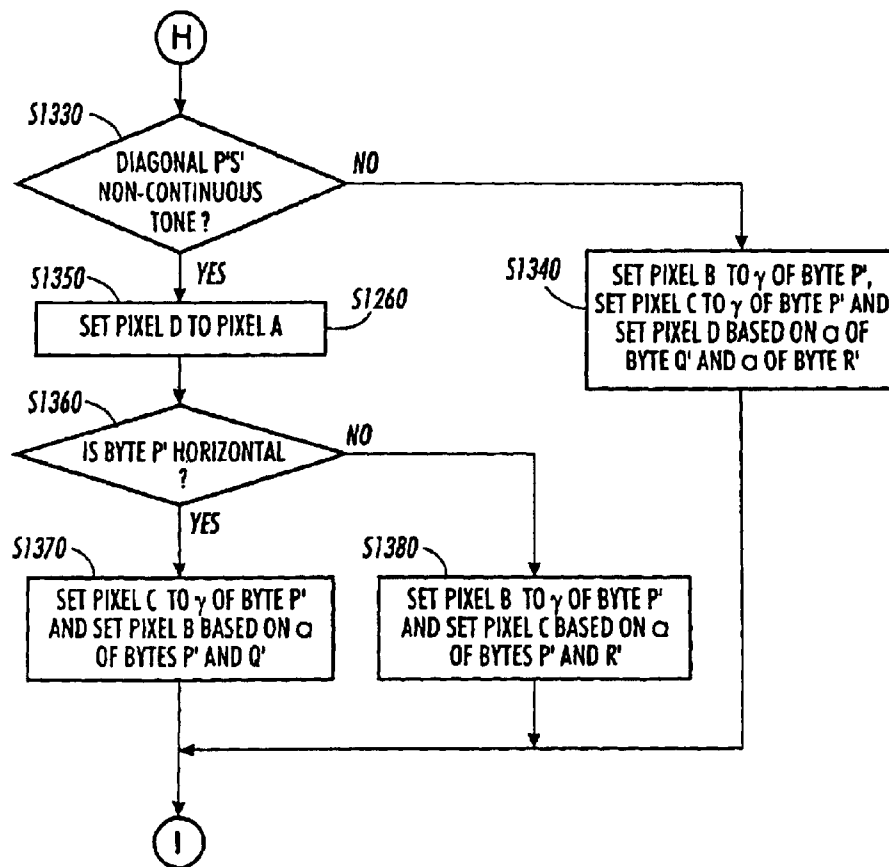 H
S1330
DIAGONAL P'S'
NON-CONTINUOUS
TONE ?
NO
YES
S1340
SET PIXEL B TO γ OF BYTE P',
SET PIXEL C TO γ OF BYTE P' AND
SET PIXEL D BASED ON α OF
BYTE Q' AND α OF BYTE R'
S1350
S1260
SET PIXEL D TO PIXEL A
S1360
IS BYTE P' HORIZONTAL
?
NO
YES
S1370
SET PIXEL C TO γ OF BYTE P'
AND SET PIXEL B BASED ON α
OF BYTES P' AND Q'
S1380
SET PIXEL B TO γ OF BYTE P'
AND SET PIXEL C BASED ON α
OF BYTES P' AND R'
I